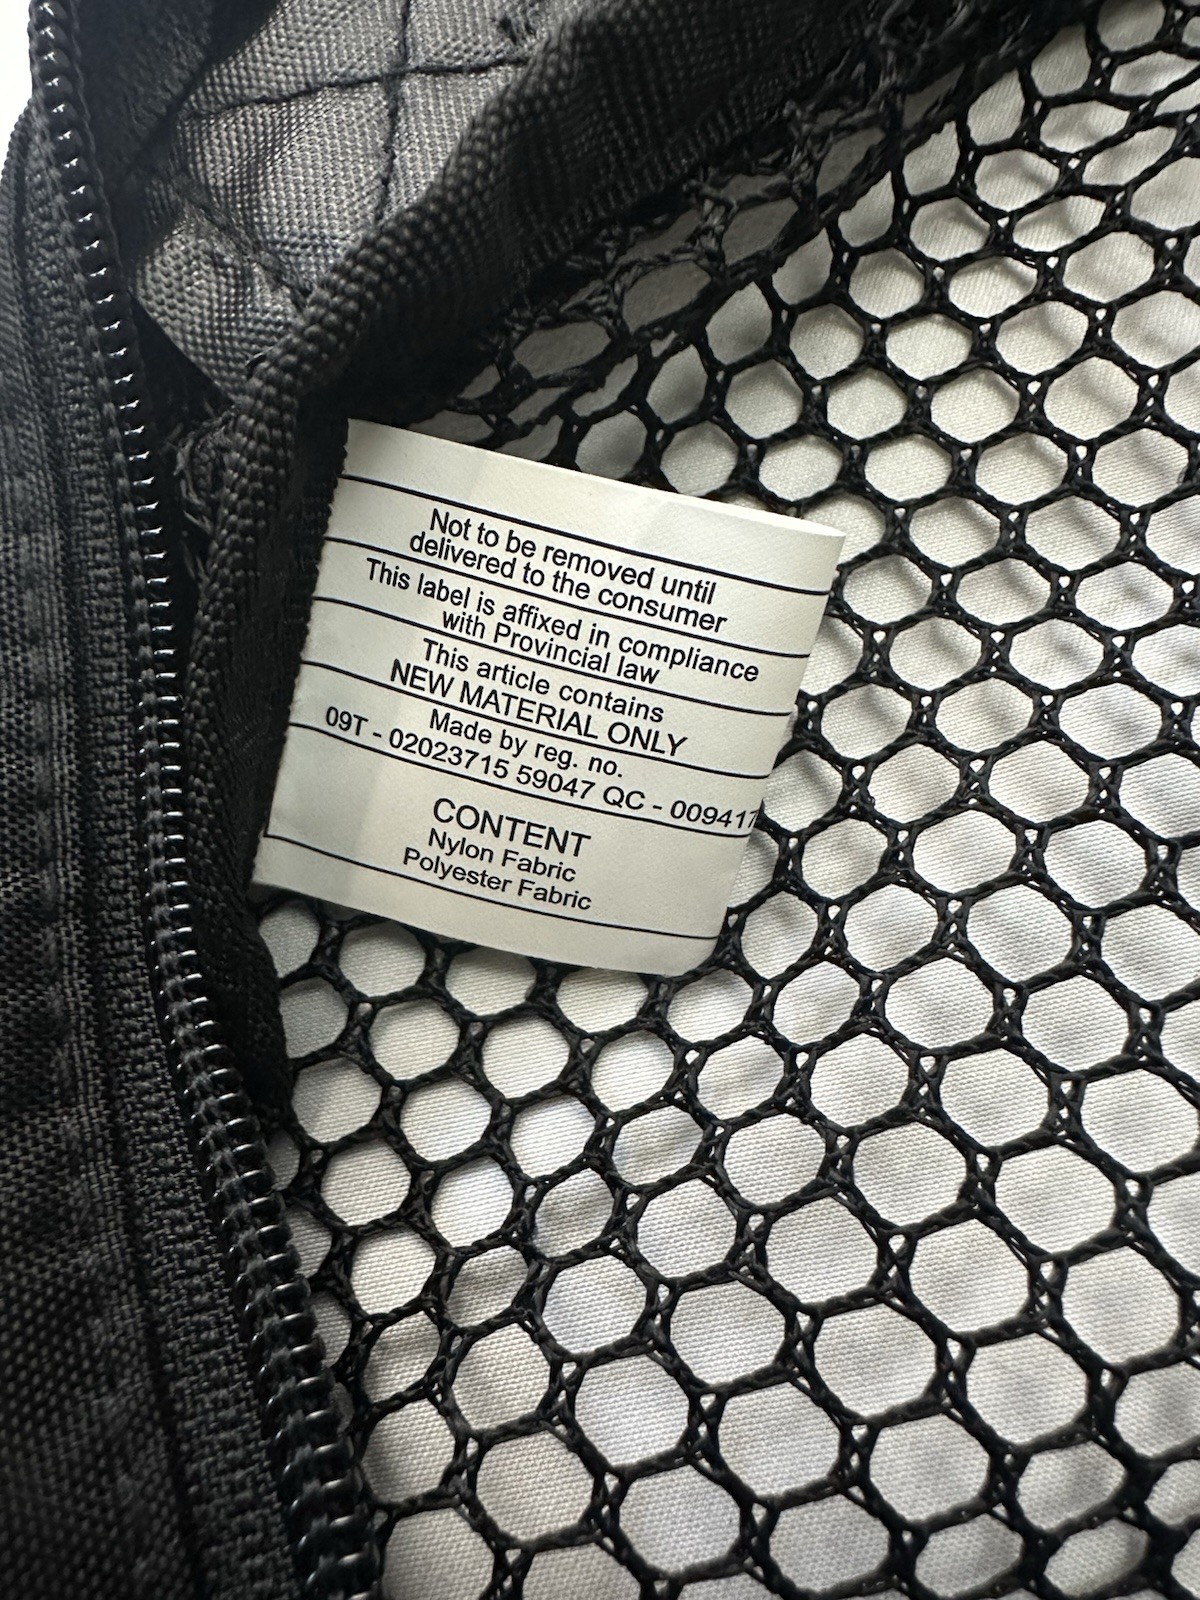 Not to be removed until
delivered to the consumer
This label is affixed in compliance
with Provincial law
This article contains
NEW MATERIAL ONLY
Made by reg. no.
09T - 02023715 59047 QC - 009417
CONTENT
Nylon Fabric
Polyester Fabric